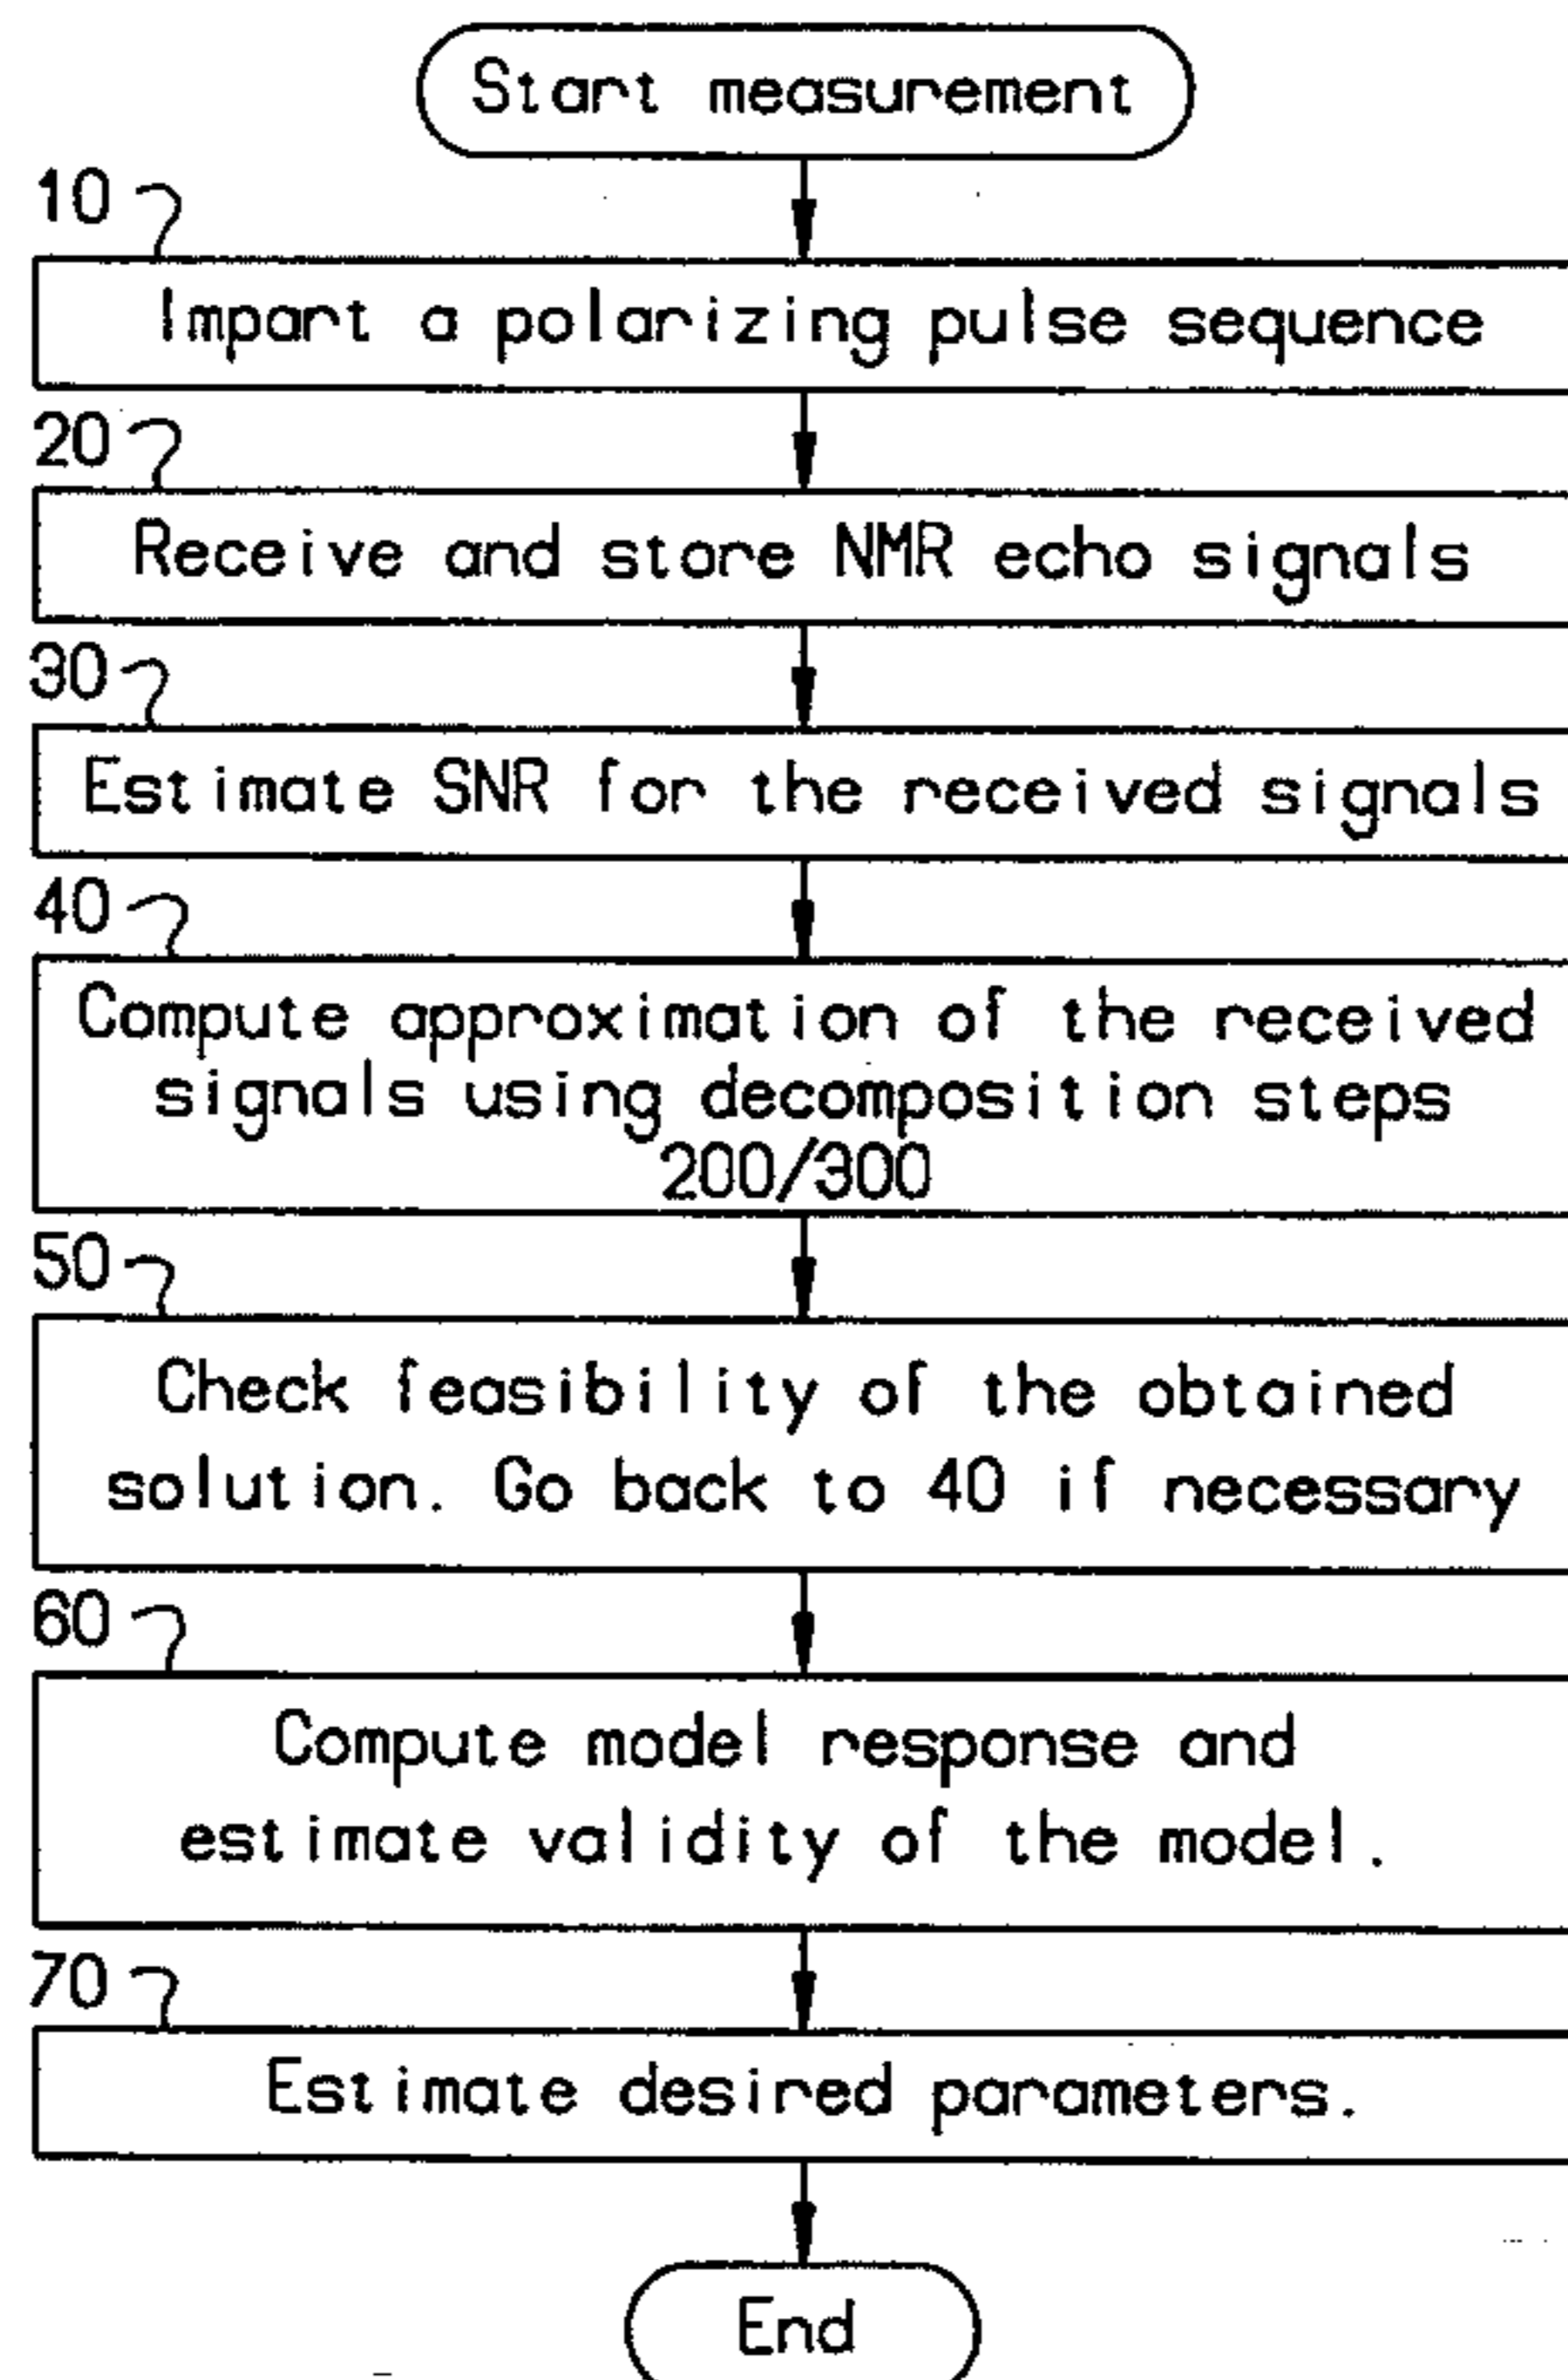 Start measurement
10
Impart a polarizing pulse sequence
20
Receive and store NMR echo signals
30
Estimate SNR for the received signals
40
Compute approximation of the received
signals using decomposition steps
200/300
50
Check feasibility of the obtained
solution. Go back to 40 if necessary
60
Compute model response and
estimate validity of the model.
70
Estimate desired parameters.
End